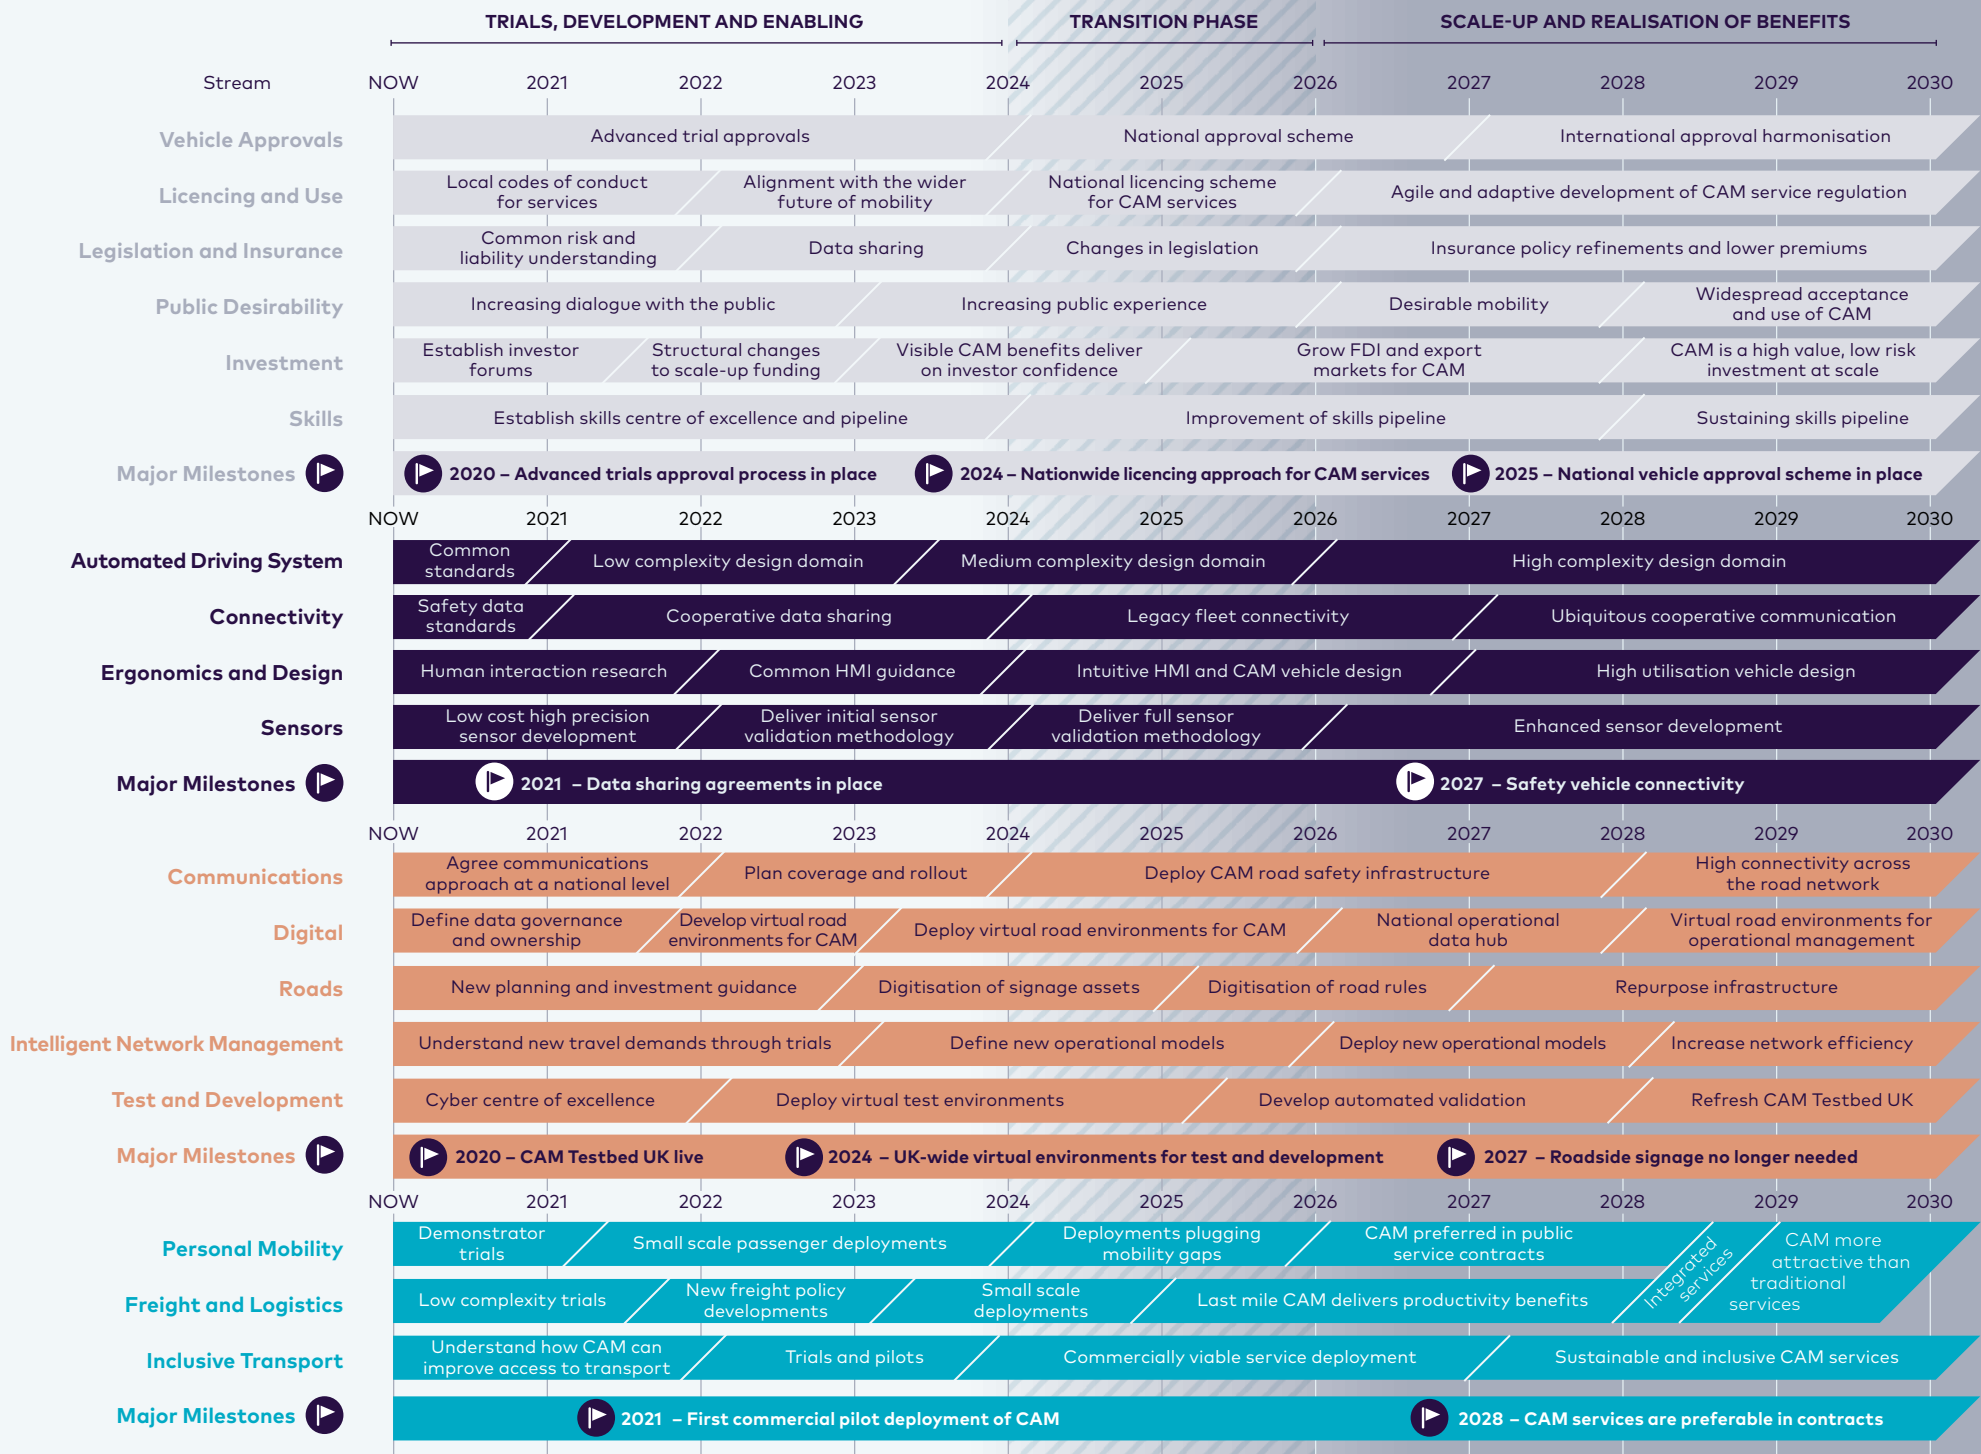 TRIALS, DEVELOPMENT AND ENABLING
TRANSITION PHASE
SCALE-UP AND REALISATION OF BENEFITS
Stream
NOW 2021 2022 2023 2024 2025 2026 2027 2028 2029 2030
Vehicle Approvals
Advanced trial approvals
National approval scheme
International approval harmonisation
Licencing and Use
Local codes of conduct
for services
Alignment with the wider
future of mobility
National licencing scheme
for CAM services
Agile and adaptive development of CAM service regulation
Legislation and Insurance
Common risk and
liability understanding
Data sharing
Changes in legislation
Insurance policy refinements and lower premiums
Public Desirability
Increasing dialogue with the public
Increasing public experience
Desirable mobility
Widespread acceptance
and use of CAM
Investment
Establish investor
forums
Structural changes
to scale-up funding
Visible CAM benefits deliver
on investor confidence
Grow FDI and export
markets for CAM
CAM is a high value, low risk
investment at scale
Skills
Establish skills centre of excellence and pipeline
Improvement of skills pipeline
Sustaining skills pipeline
Major Milestones
2020 – Advanced trials approval process in place
2024 – Nationwide licencing approach for CAM services
2025 – National vehicle approval scheme in place
NOW 2021 2022 2023 2024 2025 2026 2027 2028 2029 2030
Automated Driving System
Common
standards
Low complexity design domain
Medium complexity design domain
High complexity design domain
Connectivity
Safety data
standards
Cooperative data sharing
Legacy fleet connectivity
Ubiquitous cooperative communication
Ergonomics and Design
Human interaction research
Common HMI guidance
Intuitive HMI and CAM vehicle design
High utilisation vehicle design
Sensors
Low cost high precision
sensor development
Deliver initial sensor
validation methodology
Deliver full sensor
validation methodology
Enhanced sensor development
Major Milestones
2021 – Data sharing agreements in place
2027 – Safety vehicle connectivity
NOW 2021 2022 2023 2024 2025 2026 2027 2028 2029 2030
Communications
Agree communications
approach at a national level
Plan coverage and rollout
Deploy CAM road safety infrastructure
High connectivity across
the road network
Digital
Define data governance
and ownership
Develop virtual road
environments for CAM
Deploy virtual road environments for CAM
National operational
data hub
Virtual road environments for
operational management
Roads
New planning and investment guidance
Digitisation of signage assets
Digitisation of road rules
Repurpose infrastructure
Intelligent Network Management
Understand new travel demands through trials
Define new operational models
Deploy new operational models
Increase network efficiency
Test and Development
Cyber centre of excellence
Deploy virtual test environments
Develop automated validation
Refresh CAM Testbed UK
Major Milestones
2020 – CAM Testbed UK live
2024 – UK-wide virtual environments for test and development
2027 – Roadside signage no longer needed
NOW 2021 2022 2023 2024 2025 2026 2027 2028 2029 2030
Personal Mobility
Demonstrator
trials
Small scale passenger deployments
Deployments plugging
mobility gaps
CAM preferred in public
service contracts
Integrated
services
CAM more
attractive than
traditional
services
Freight and Logistics
Low complexity trials
New freight policy
developments
Small scale
deployments
Last mile CAM delivers productivity benefits
Inclusive Transport
Understand how CAM can
improve access to transport
Trials and pilots
Commercially viable service deployment
Sustainable and inclusive CAM services
Major Milestones
2021 – First commercial pilot deployment of CAM
2028 – CAM services are preferable in contracts